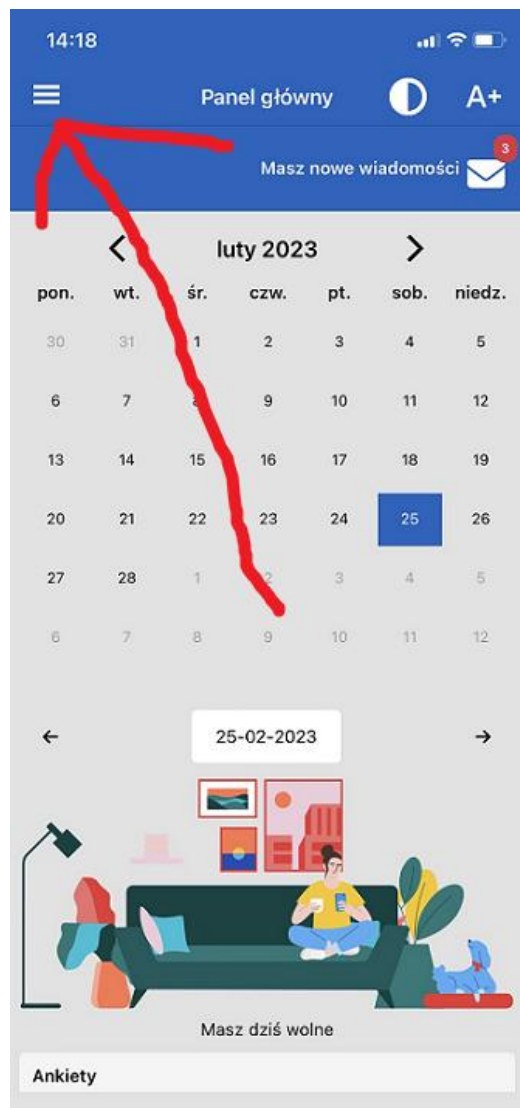 14:18
Panel główny A+
3
Masz nowe wiadomości
luty 2023
pon. wt. śr. czw. pt. sob. niedz.
30 31 1 2 3 4 5
6 7 8 9 10 11 12
13 14 15 16 17 18 19
20 21 22 23 24 25 26
27 28 1 2 3 4 5
6 7 8 9 10 11 12
25-02-2023
Masz dziś wolne
Ankiety